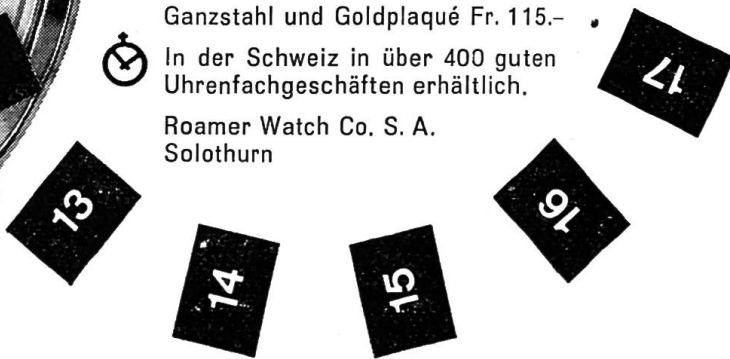 Ganzstahl und Goldplaqué Fr. 115.–
In der Schweiz in über 400 guten
Uhrenfachgeschäften erhältlich.
Roamer Watch Co. S. A.
Solothurn
13
14
15
16
17